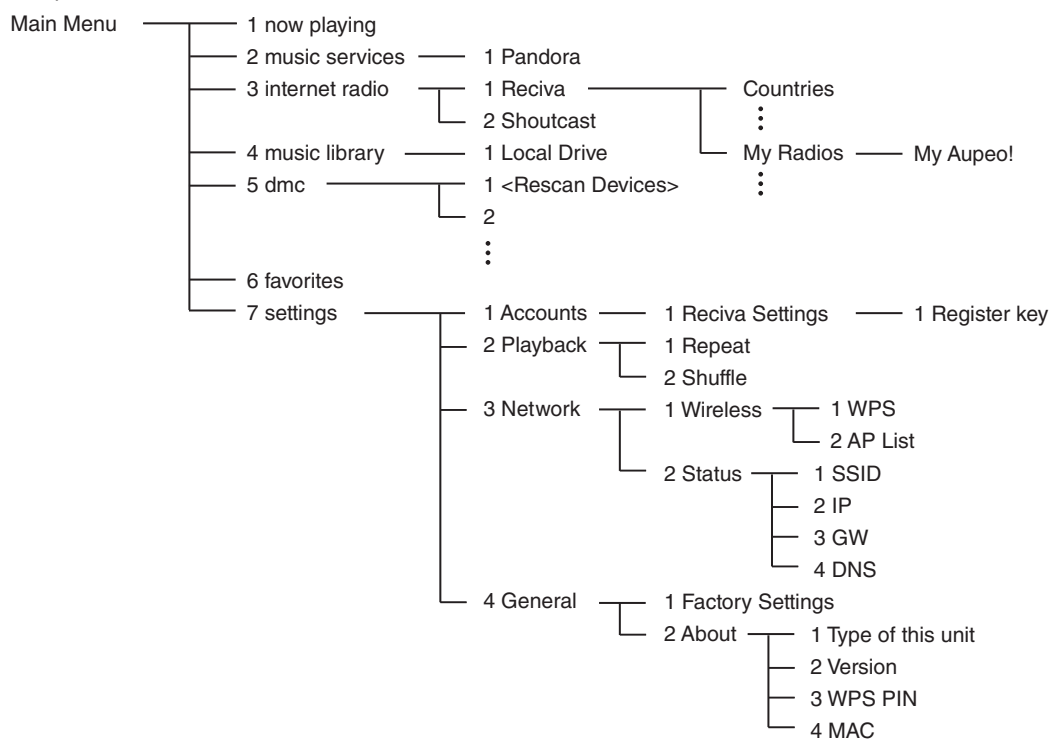 Main Menu
1 now playing
2 music services
1 Pandora
3 internet radio
1 Reciva
Countries
2 Shoutcast
4 music library
1 Local Drive
My Radios
My Aupeo!
5 dmc
1 <Rescan Devices>
2
6 favorites
7 settings
1 Accounts
1 Reciva Settings
1 Register key
2 Playback
1 Repeat
2 Shuffle
3 Network
1 Wireless
1 WPS
2 AP List
2 Status
1 SSID
2 IP
3 GW
4 DNS
4 General
1 Factory Settings
2 About
1 Type of this unit
2 Version
3 WPS PIN
4 MAC